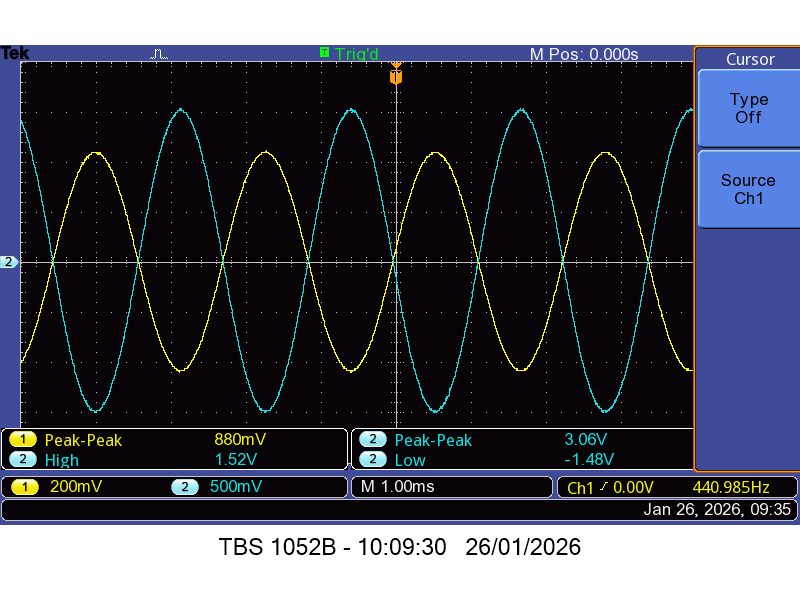 Tek T Trig'd M Pos: 0.000s
Cursor
T
Type
Off
Source
Ch1
2
1 Peak-Peak 880mV 2 Peak-Peak 3.06V
2 High 1.52V 2 Low -1.48V
1 200mV 2 500mV M 1.00ms Ch1 0.00V 440.985Hz
Jan 26, 2026, 09:35
TBS 1052B - 10:09:30 26/01/2026